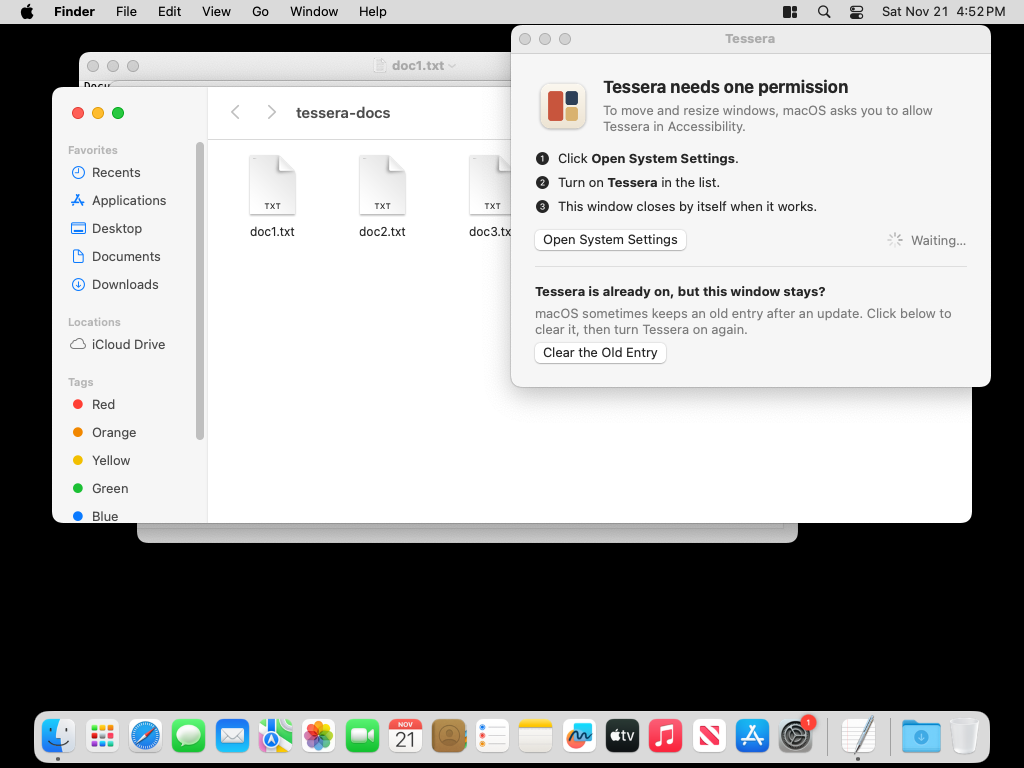 Finder File Edit View Go Window Help Sat Nov 21 4:52 PM
Tessera
doc1.txt
tessera-docs
Favorites
Recents
Applications
Desktop
Documents
Downloads
Locations
iCloud Drive
Tags
Red
Orange
Yellow
Green
Blue
TXT
doc1.txt
TXT
doc2.txt
TXT
Tessera needs one permission
To move and resize windows, macOS asks you to allow
Tessera in Accessibility.
1 Click Open System Settings.
2 Turn on Tessera in the list.
3 This window closes by itself when it works.
Open System Settings
Waiting...
Tessera is already on, but this window stays?
macOS sometimes keeps an old entry after an update. Click below to
clear it, then turn Tessera on again.
Clear the Old Entry
NOV
21
tv
1